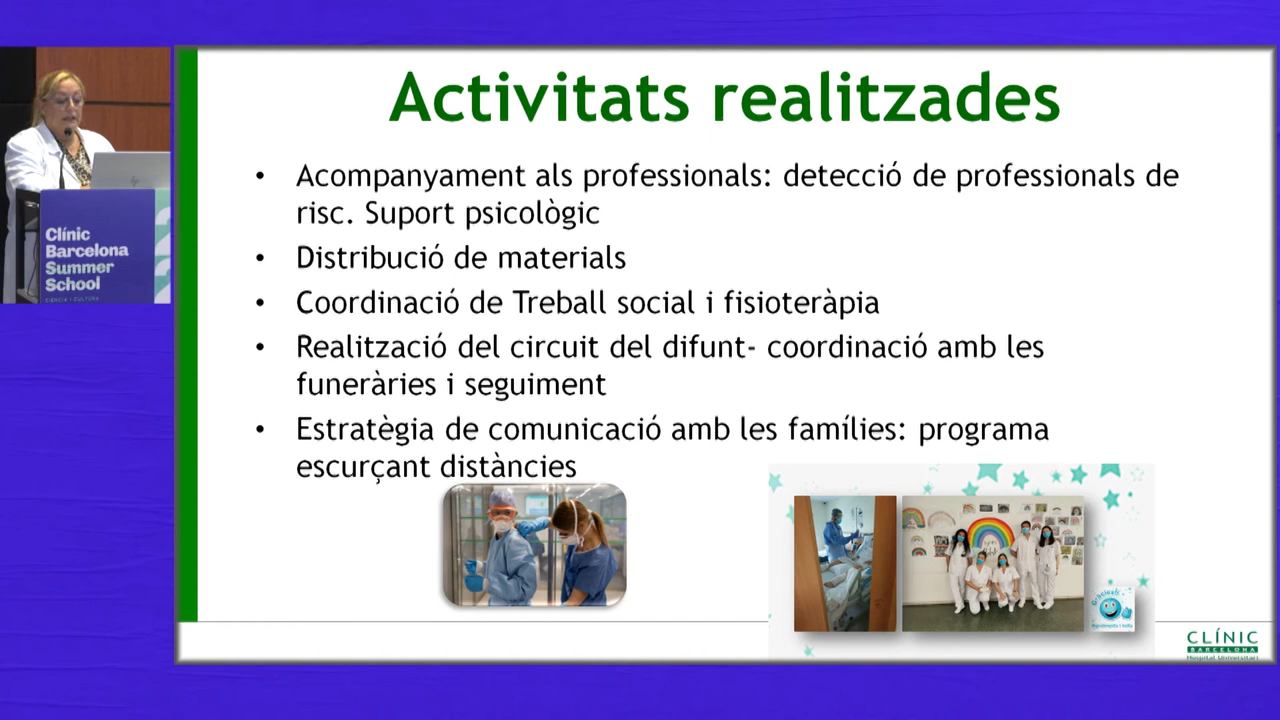 Activitats realitzades
• Acompanyament als professionals: detecció de professionals de
risc. Suport psicològic
• Distribució de materials
• Coordinació de Treball social i fisioteràpia
• Realització del circuit del difunt- coordinació amb les
funeràries i seguiment
• Estratègia de comunicació amb les famílies: programa
escurçant distàncies
Clínic
Barcelona
Summer
School
CIÈNCIA I CULTURA
hp
CLÍNIC
BARCELONA
Hospital Universitari